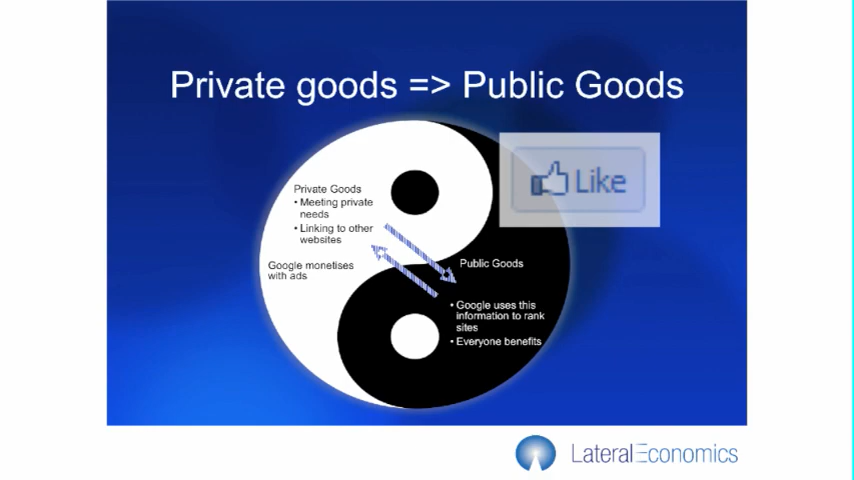 Private goods => Public Goods
Like
Private Goods
• Meeting private
needs
• Linking to other
websites
Google monetises
with ads
Public Goods
• Google uses this
information to rank
sites
• Everyone benefits
LateralEconomics